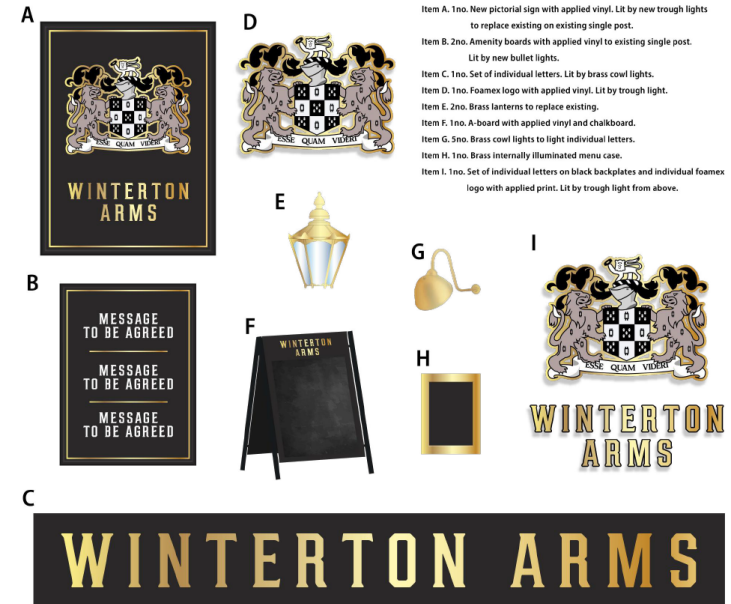 A
WINTERTON
ARMS
D
ESSE QUAM VIDERI
Item A. 1no. New pictorial sign with applied vinyl. Lit by new trough lights
to replace existing on existing single post.
Item B. 2no. Amenity boards with applied vinyl to existing single post.
Lit by new bullet lights.
Item C. 1no. Set of individual letters. Lit by brass cowl lights.
Item D. 1no. Foamex logo with applied vinyl. Lit by trough light.
Item E. 2no. Brass lanterns to replace existing.
Item F. 1no. A-board with applied vinyl and chalkboard.
Item G. 5no. Brass cowl lights to light individual letters.
Item H. 1no. Brass internally illuminated menu case.
Item I. 1no. Set of individual letters on black backplates and individual foamex
logo with applied print. Lit by trough light from above.
ESSE QUAM VIDERI
E
G
I
ESSE QUAM VIDERI
WINTERTON
ARMS
B
MESSAGE
TO BE AGREED
MESSAGE
TO BE AGREED
MESSAGE
TO BE AGREED
F
WINTERTON
ARMS
H
C
WINTERTON ARMS